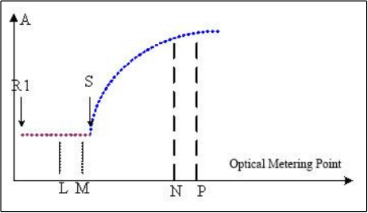 A
R1
S
Optical Metering Point
L M
N P